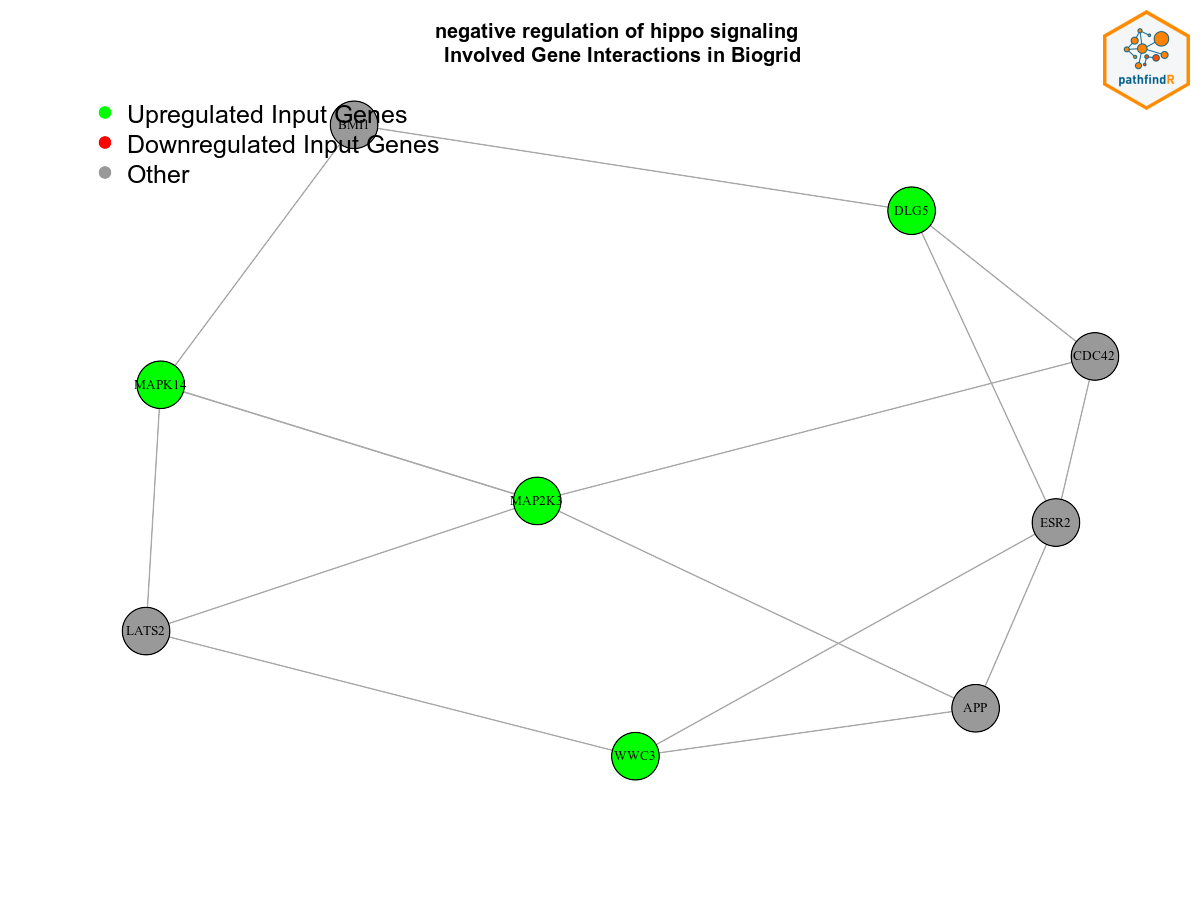 negative regulation of hippo signaling
Involved Gene Interactions in Biogrid
pathfindR
Upregulated Input Genes
BMI1
Downregulated Input Genes
Other
DLG5
CDC42
MAPK14
MAP2K3
ESR2
LATS2
APP
WWC3